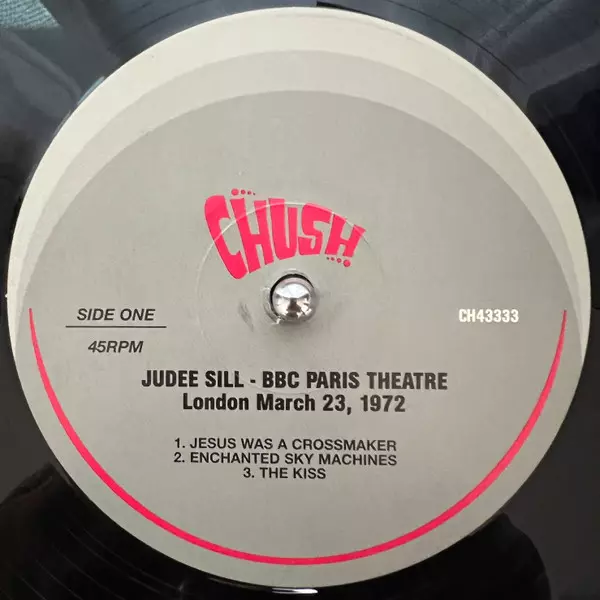 CHUSH
SIDE ONE
CH43333
45RPM
JUDEE SILL - BBC PARIS THEATRE
London March 23, 1972
1. JESUS WAS A CROSSMAKER
2. ENCHANTED SKY MACHINES
3. THE KISS